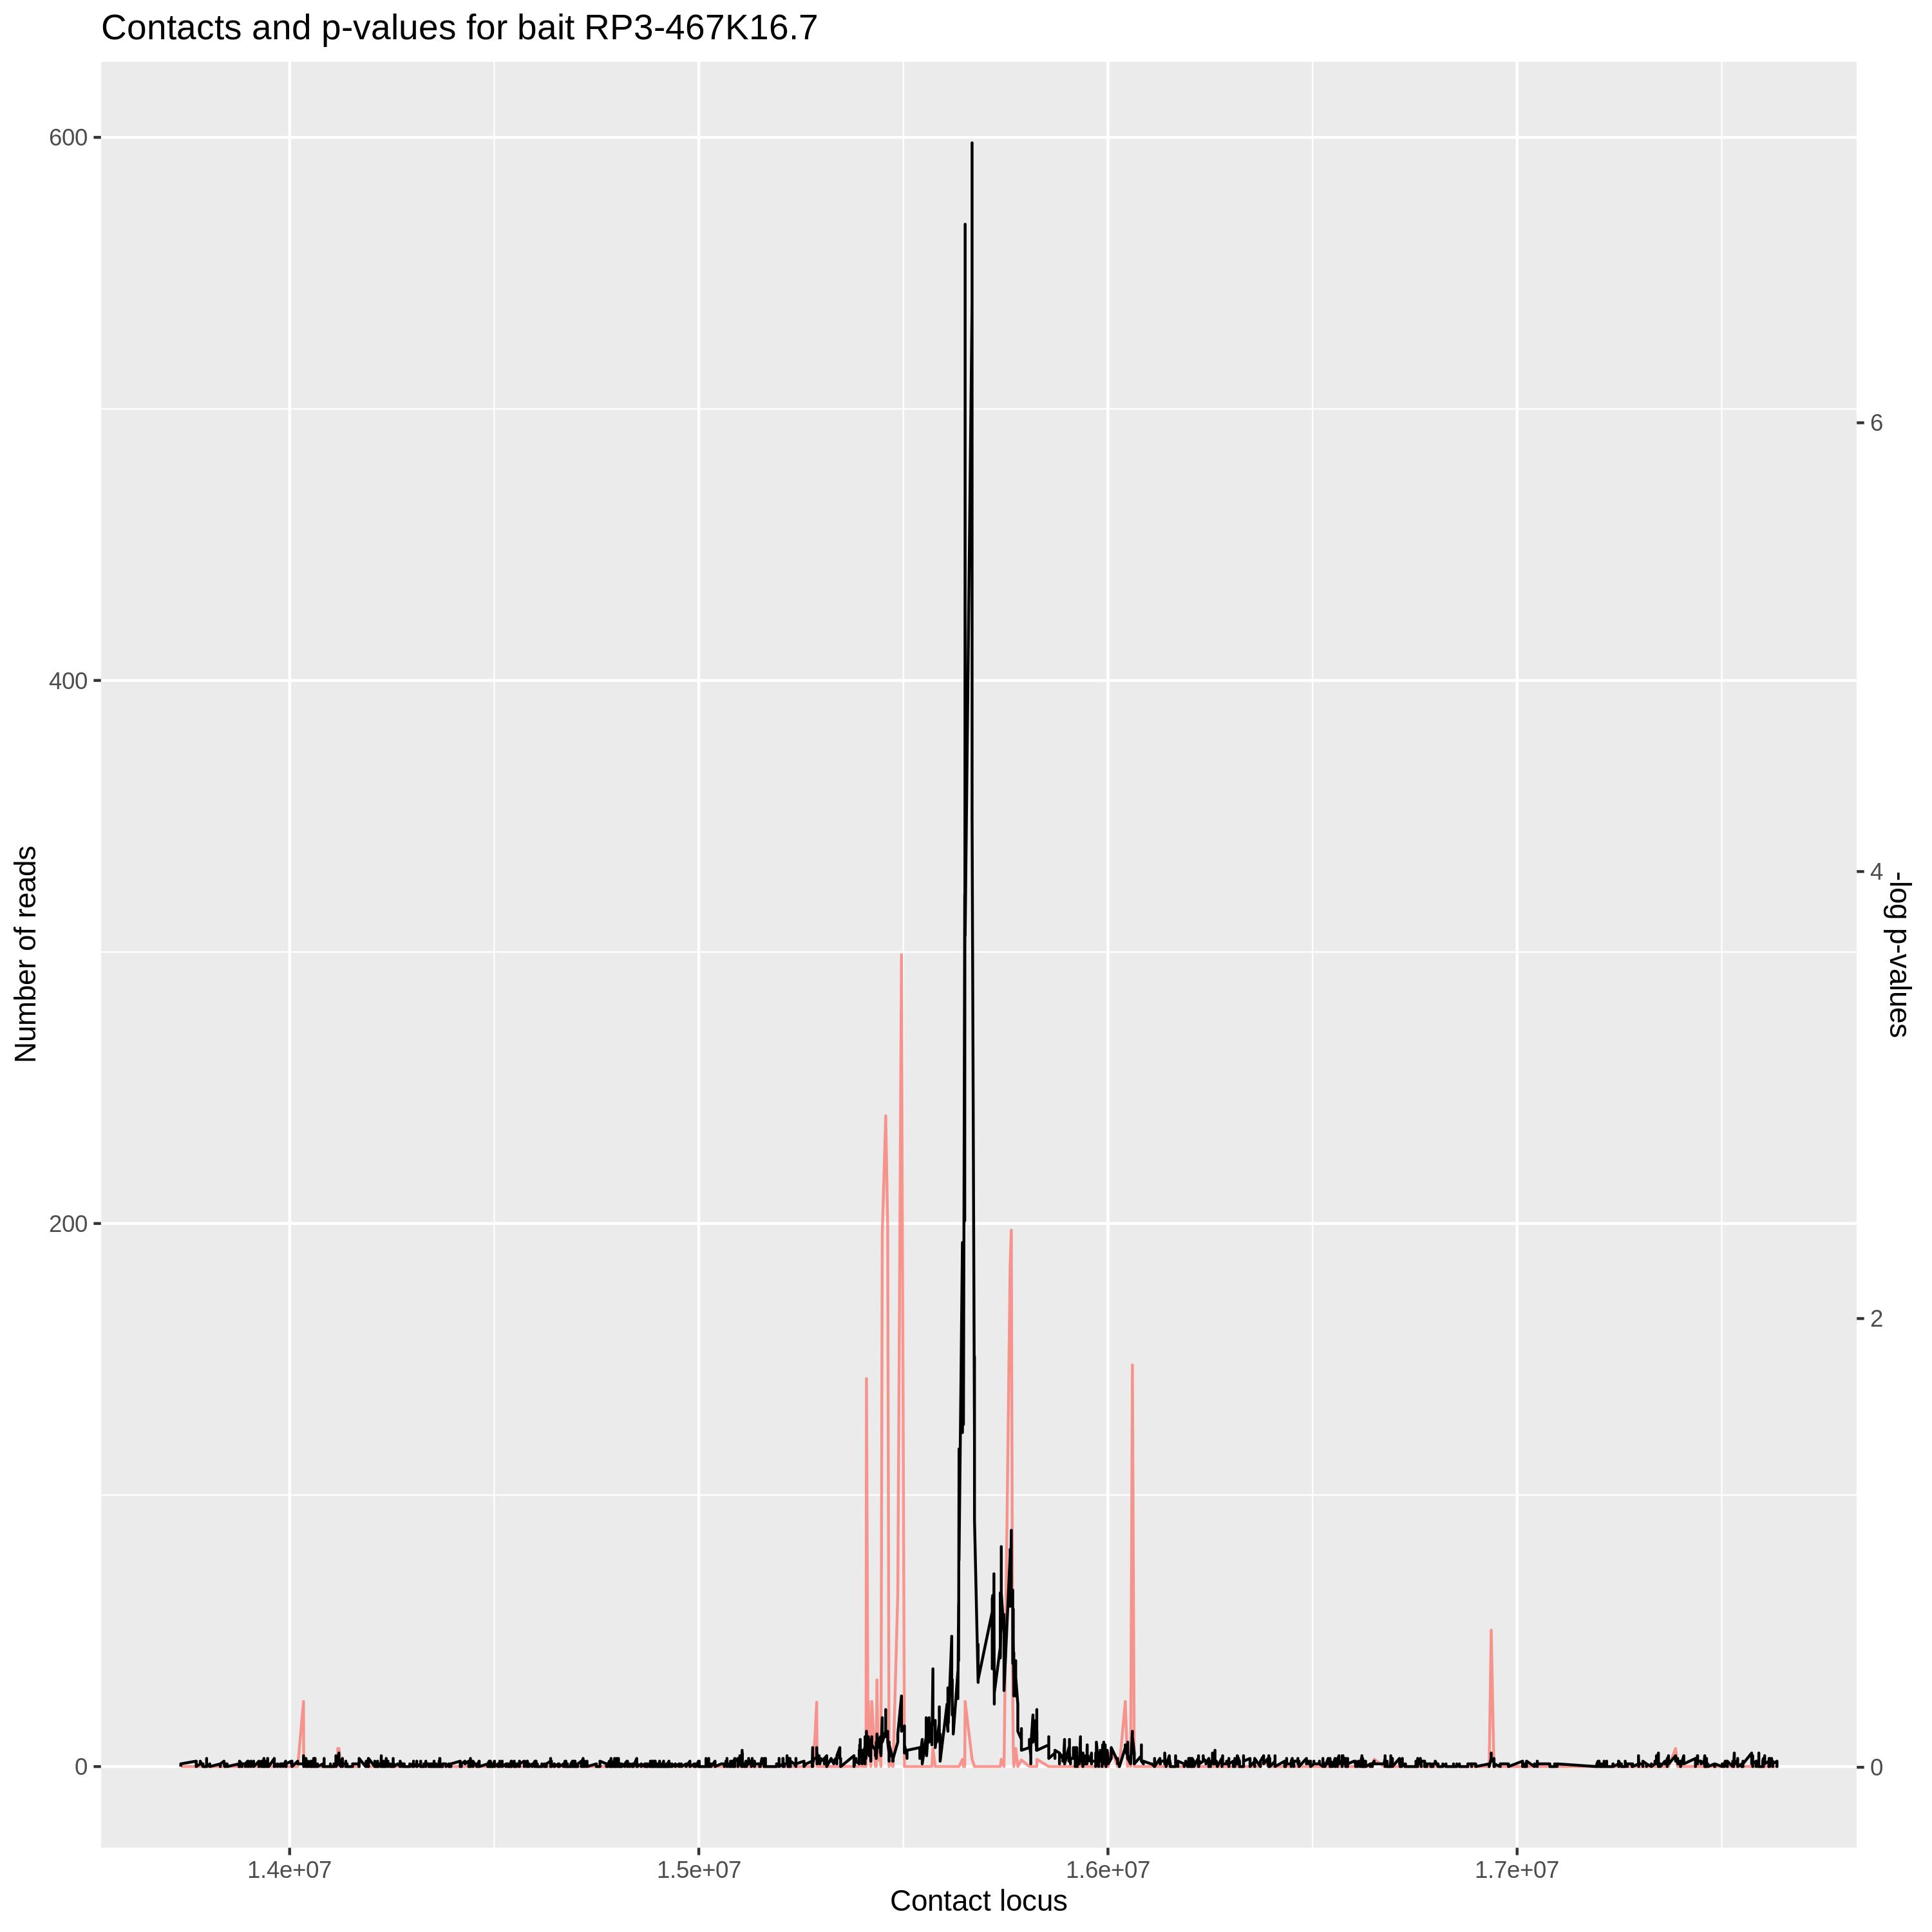 Contacts and p-values for bait RP3-467K16.7
600
400
200
0
6
4
2
0
Number of reads
-log p-values
1.4e+07
1.5e+07
1.6e+07
1.7e+07
Contact locus